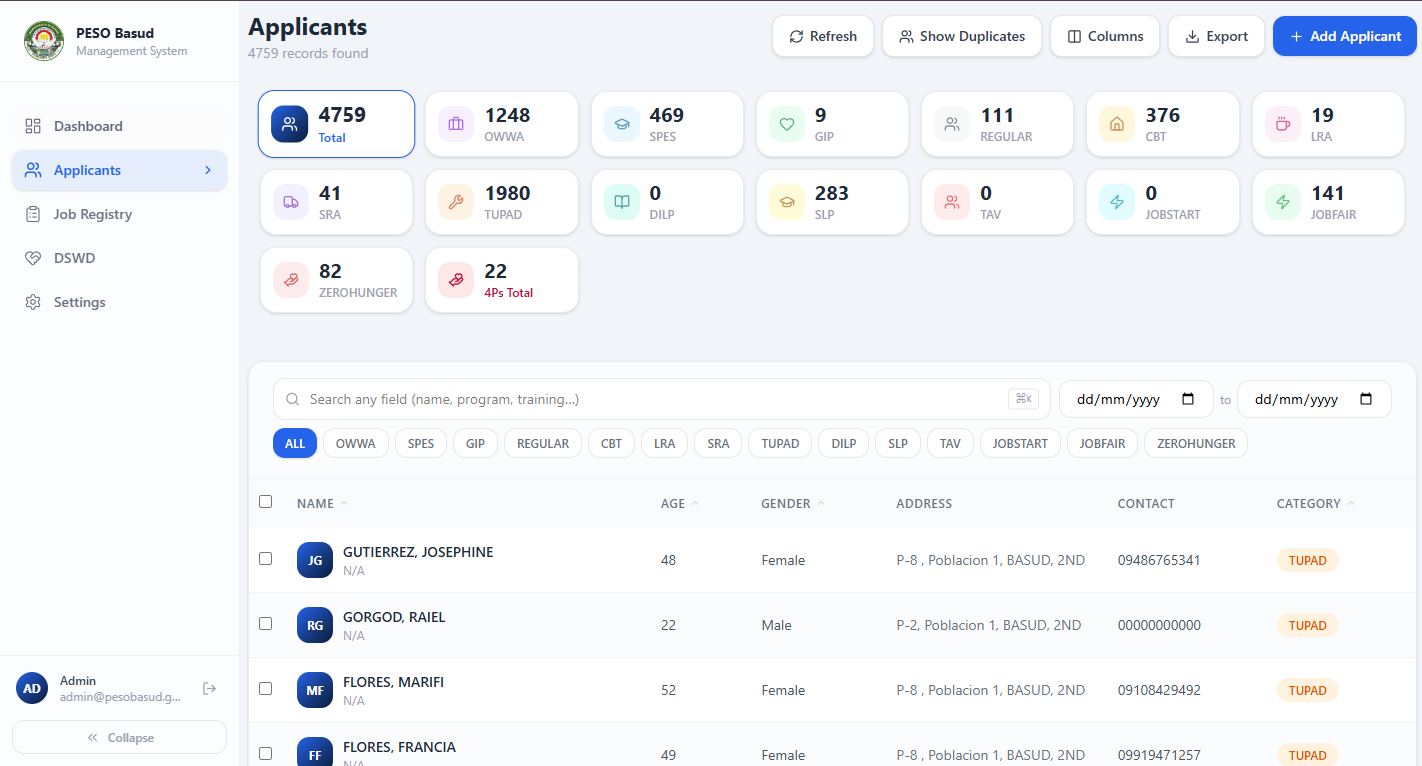 PESO Basud
Management System
Dashboard
Applicants
Job Registry
DSWD
Settings
AD
Admin
admin@pesobasud.g...
Collapse
Applicants
4759 records found
Refresh
Show Duplicates
Columns
Export
Add Applicant
4759
Total
1248
OWWA
469
SPES
9
GIP
111
REGULAR
376
CBT
19
LRA
41
SRA
1980
TUPAD
0
DILP
283
SLP
0
TAV
0
JOBSTART
141
JOBFAIR
82
ZEROHUNGER
22
4Ps Total
Search any field (name, program, training...) ⌘K dd/mm/yyyy to dd/mm/yyyy
ALL OWWA SPES GIP REGULAR CBT LRA SRA TUPAD DILP SLP TAV JOBSTART JOBFAIR ZEROHUNGER
NAME AGE GENDER ADDRESS CONTACT CATEGORY
JG GUTIERREZ, JOSEPHINE 48 Female P-8 , Poblacion 1, BASUD, 2ND 09486765341 TUPAD
N/A
RG GORGOD, RAIEL 22 Male P-2, Poblacion 1, BASUD, 2ND 00000000000 TUPAD
N/A
MF FLORES, MARIFI 52 Female P-8 , Poblacion 1, BASUD, 2ND 09108429492 TUPAD
N/A
FF FLORES, FRANCIA 49 Female P-8 , Poblacion 1, BASUD, 2ND 09919471257 TUPAD
N/A